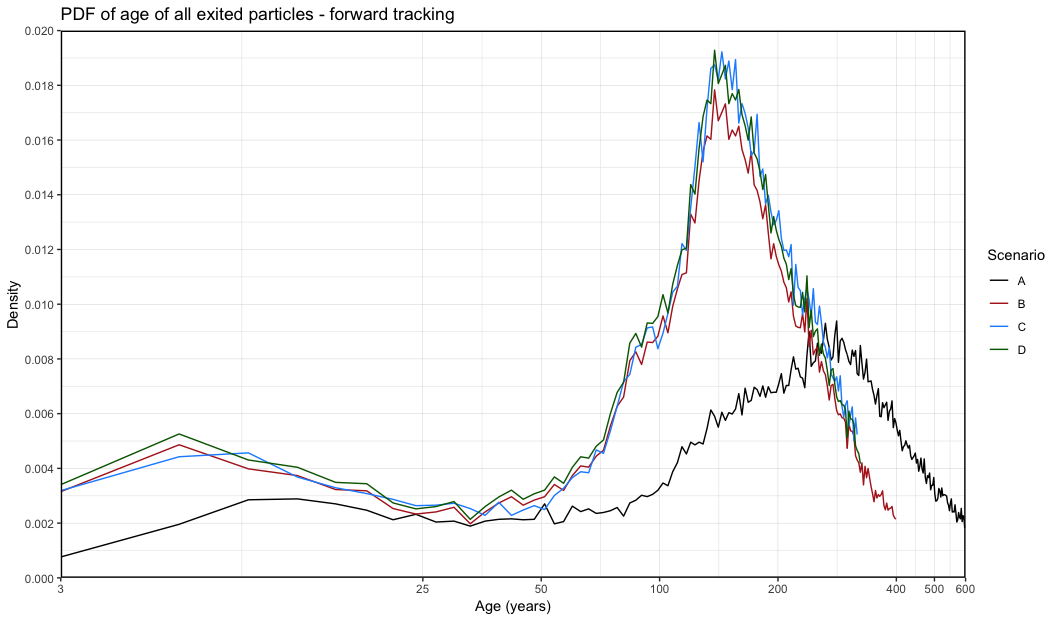 PDF of age of all exited particles - forward tracking
0.020
0.018
0.016
0.014
0.012
0.010
0.008
0.006
0.004
0.002
0.000
Density
3
25
50
100
200
400
500
600
Age (years)
Scenario
A
B
C
D